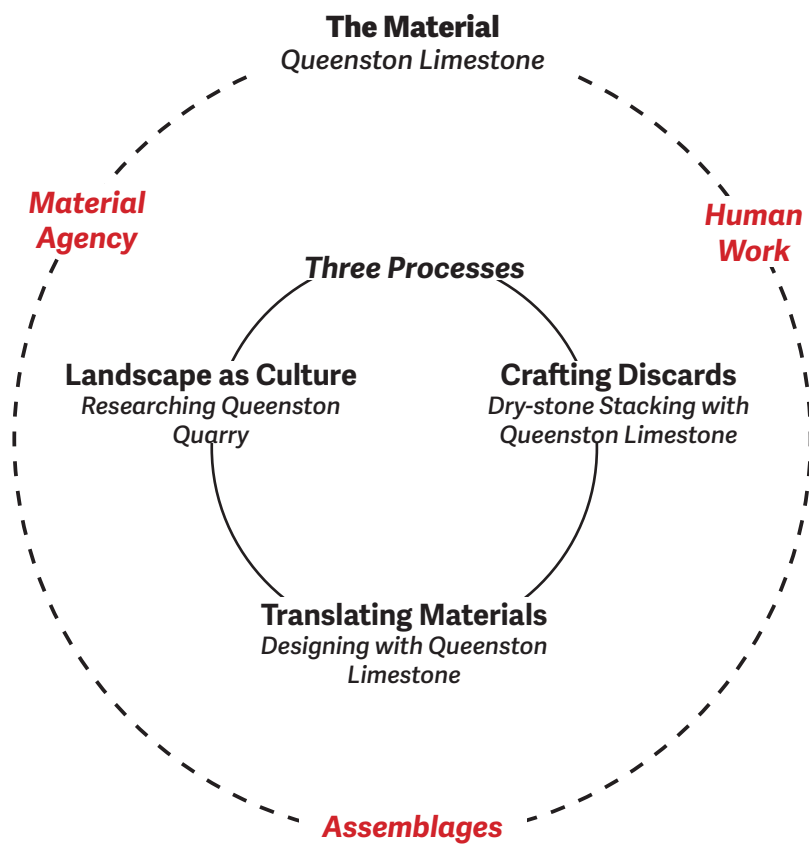 The Material
Queenston Limestone
Material
Agency
Human
Work
Three Processes
Landscape as Culture
Researching Queenston
Quarry
Crafting Discards
Dry-stone Stacking with
Queenston Limestone
Translating Materials
Designing with Queenston
Limestone
Assemblages